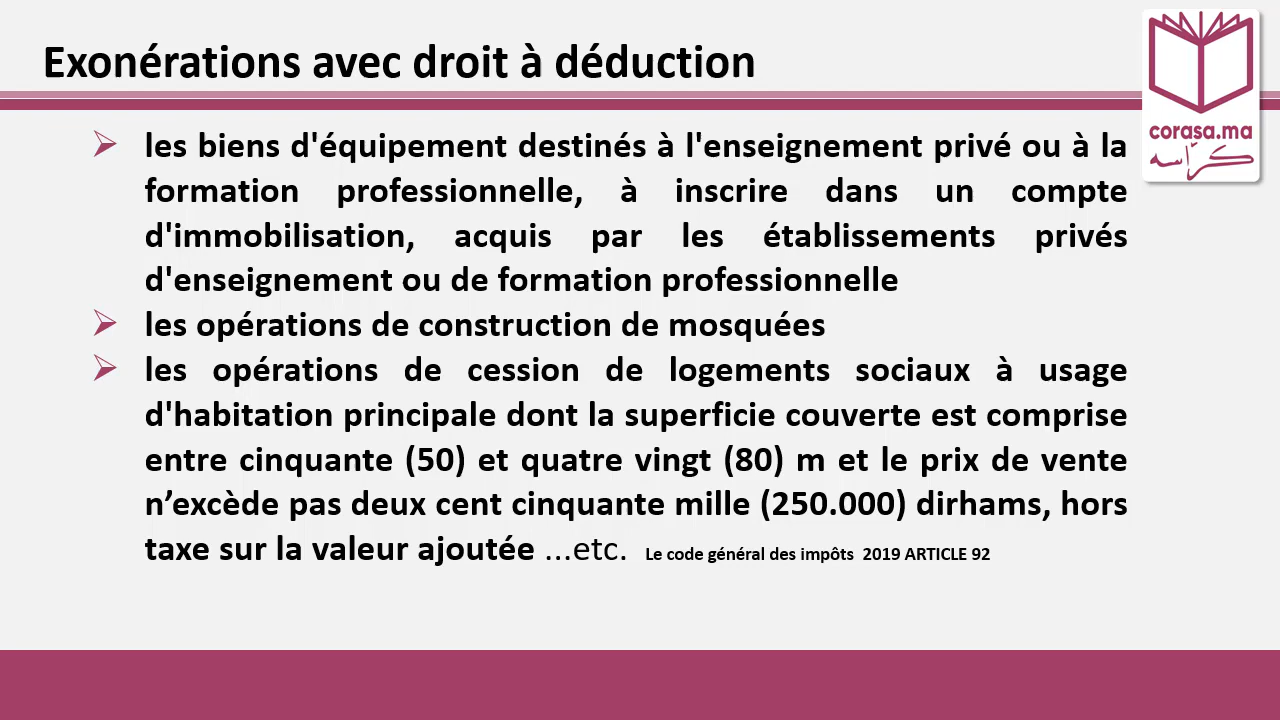 Exonérations avec droit à déduction
corasa.ma
كراسه
les biens d'équipement destinés à l'enseignement privé ou à la
formation professionnelle, à inscrire dans un compte
d'immobilisation, acquis par les établissements privés
d'enseignement ou de formation professionnelle
les opérations de construction de mosquées
les opérations de cession de logements sociaux à usage
d'habitation principale dont la superficie couverte est comprise
entre cinquante (50) et quatre vingt (80) m et le prix de vente
n’excède pas deux cent cinquante mille (250.000) dirhams, hors
taxe sur la valeur ajoutée ...etc. Le code général des impôts 2019 ARTICLE 92